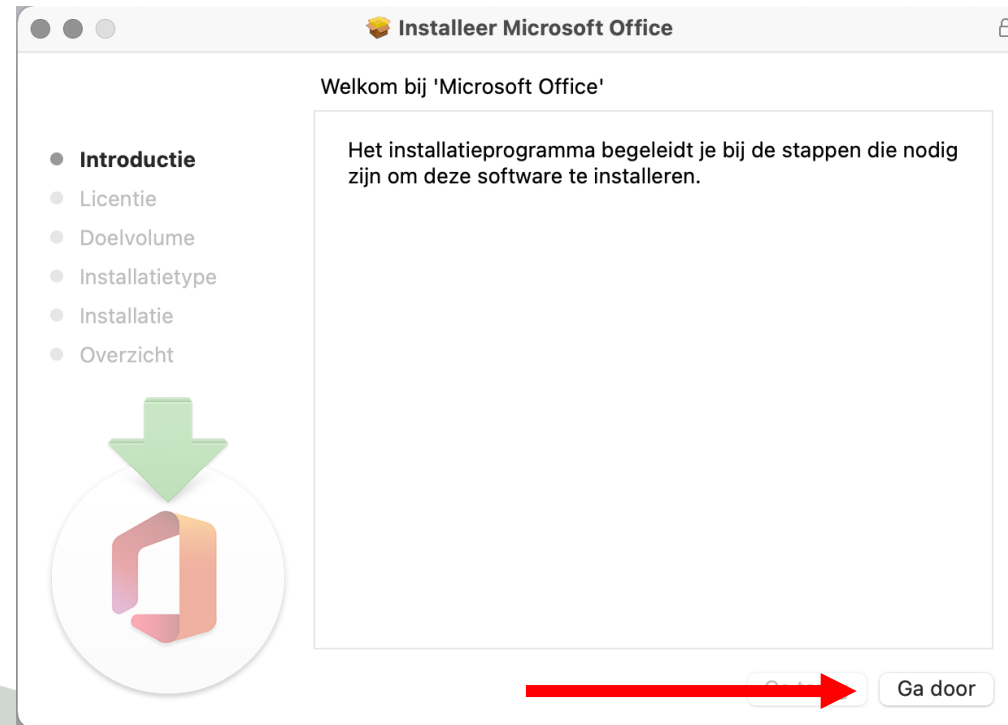 Installeer Microsoft Office
Welkom bij 'Microsoft Office'
Introductie
Licentie
Doelvolume
Installatietype
Installatie
Overzicht
Het installatieprogramma begeleidt je bij de stappen die nodig
zijn om deze software te installeren.
Ga door